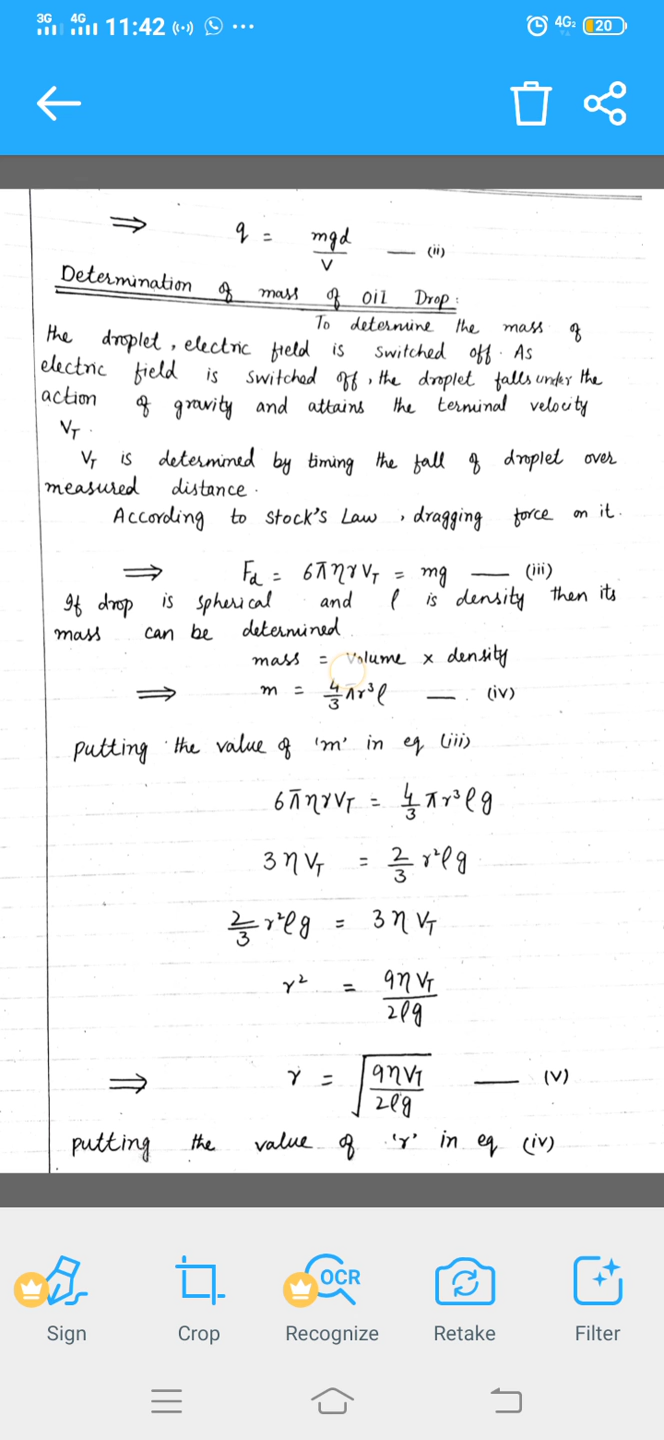 3G 4G 11:42 ... 4G2 20
⇒ q = mgd/V — (ii)
Determination of mass of oil Drop:
To determine the mass of
the droplet, electric field is switched off. As
electric field is switched off, the droplet falls under the
action of gravity and attains the terminal velocity
VT.
VT is determined by timing the fall of droplet over
measured distance.
According to Stock's Law, dragging force on it.
⇒ Fd = 6πηrVT = mg — (iii)
If drop is spherical and ρ is density then its
mass can be determined.
mass = Volume × density
⇒ m = 4/3 πr³ρ — (iv)
putting the value of 'm' in eq (iii)
6πηrVT = 4/3 πr³ρg
3ηVT = 2/3 r²ρg
2/3 r²ρg = 3ηVT
r² = 9ηVT/2ρg
⇒ r = √9ηVT/2ρg — (V)
putting the value of 'r' in eq (iv)
Sign Crop OCR Recognize Retake Filter